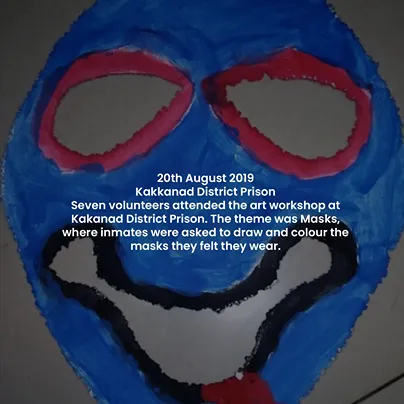 20th August 2019
Kakkanad District Prison
Seven volunteers attended the art workshop at
Kakanad District Prison. The theme was Masks,
where inmates were asked to draw and colour the
masks they felt they wear.